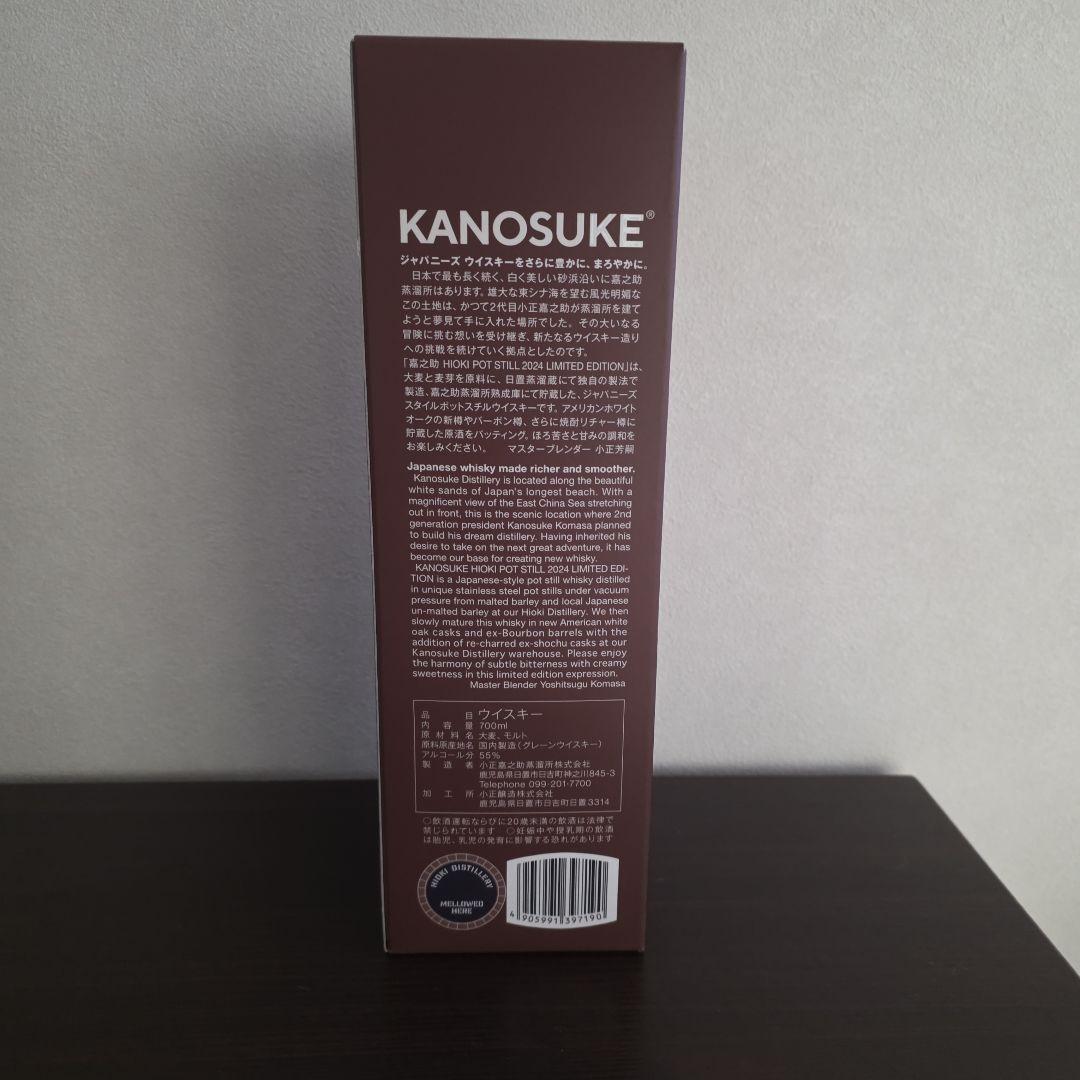 KANOSUKE®
ジャパニーズ ウイスキーをさらに豊かに、まろやかに。
日本で最も長く続く、白く美しい砂浜沿いに嘉之助
蒸溜所はあります。雄大な東シナ海を望む風光明媚な
この土地は、かつて2代目小正嘉之助が蒸溜所を建て
ようと夢見て手に入れた場所でした。その大いなる
冒険に挑む想いを受け継ぎ、新たなるウイスキー造り
への挑戦を続けていく拠点としたのです。
「嘉之助 HIOKI POT STILL 2024 LIMITED EDITION」は、
大麦と麦芽を原料に、日置蒸溜蔵にて独自の製法で
製造、嘉之助蒸溜所熟成庫にて貯蔵した、ジャパニーズ
スタイルポットスチルウイスキーです。アメリカンホワイト
オークの新樽やバーボン樽、さらに焼酎リチャー樽に
貯蔵した原酒をバッティング。ほろ苦さと甘みの調和を
お楽しみください。 マスターブレンダー 小正芳嗣
Japanese whisky made richer and smoother.
Kanosuke Distillery is located along the beautiful
white sands of Japan's longest beach. With a
magnificent view of the East China Sea stretching
out in front, this is the scenic location where 2nd
generation president Kanosuke Komasa planned
to build his dream distillery. Having inherited his
desire to take on the next great adventure, it has
become our base for creating new whisky.
KANOSUKE HIOKI POT STILL 2024 LIMITED EDI-
TION is a Japanese-style pot still whisky distilled
in unique stainless steel pot stills under vacuum
pressure from malted barley and local Japanese
un-malted barley at our Hioki Distillery. We then
slowly mature this whisky in new American white
oak casks and ex-Bourbon barrels with the
addition of re-charred ex-shochu casks at our
Kanosuke Distillery warehouse. Please enjoy
the harmony of subtle bitterness with creamy
sweetness in this limited edition expression.
Master Blender Yoshitsugu Komasa
品目 ウイスキー
内容量 700ml
原材料名 大麦、モルト
原料原産地名 国内製造(グレーンウイスキー)
アルコール分 55%
製造者 小正嘉之助蒸溜所株式会社
鹿児島県日置市日吉町神之川845-3
Telephone 099-201-7700
加工所 小正醸造株式会社
鹿児島県日置市日吉町日置3314
○飲酒運転ならびに20歳未満の飲酒は法律で
禁じられています ○妊娠中や授乳期の飲酒
は胎児、乳児の発育に影響する恐れがあります
HIOKI DISTILLERY
MELLOWED
HERE
4 905991 397190